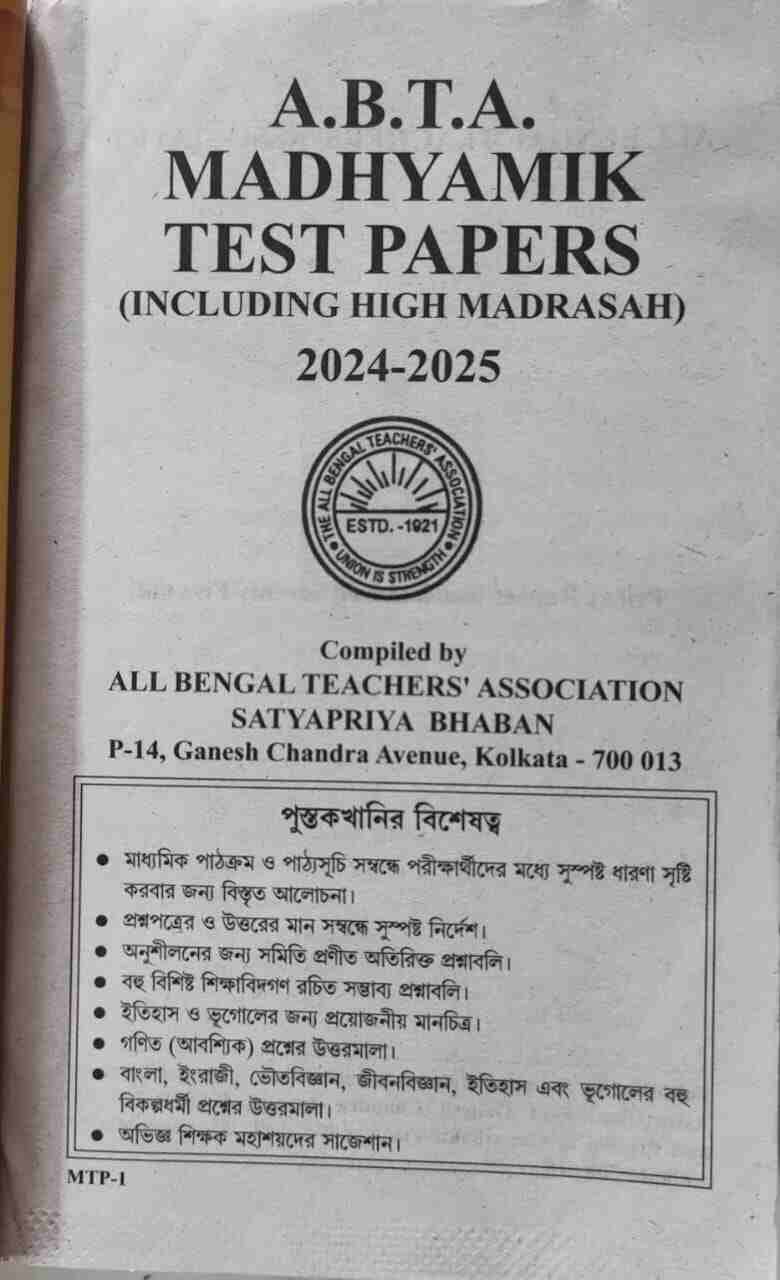 A.B.T.A.
MADHYAMIK
TEST PAPERS
(INCLUDING HIGH MADRASAH)
2024-2025
THE ALL BENGAL TEACHERS' ASSOCIATION
ESTD. -1921
UNION IS STRENGTH
Compiled by
ALL BENGAL TEACHERS' ASSOCIATION
SATYAPRIYA BHABAN
P-14, Ganesh Chandra Avenue, Kolkata - 700 013
পুস্তকখানির বিশেষত্ব
● মাধ্যমিক পাঠক্রম ও পাঠ্যসূচি সম্বন্ধে পরীক্ষার্থীদের মধ্যে সুস্পষ্ট ধারণা সৃষ্টি
করবার জন্য বিস্তৃত আলোচনা।
● প্রশ্নপত্রের ও উত্তরের মান সম্বন্ধে সুস্পষ্ট নির্দেশ।
● অনুশীলনের জন্য সমিতি প্রণীত অতিরিক্ত প্রশ্নাবলি।
● বহু বিশিষ্ট শিক্ষাবিদগণ রচিত সম্ভাব্য প্রশ্নাবলি।
● ইতিহাস ও ভূগোলের জন্য প্রয়োজনীয় মানচিত্র।
● গণিত (আবশ্যিক) প্রশ্নের উত্তরমালা।
● বাংলা, ইংরাজী, ভৌতবিজ্ঞান, জীবনবিজ্ঞান, ইতিহাস এবং ভূগোলের বহু
বিকল্পধর্মী প্রশ্নের উত্তরমালা।
● অভিজ্ঞ শিক্ষক মহাশয়দের সাজেশান।
MTP-1